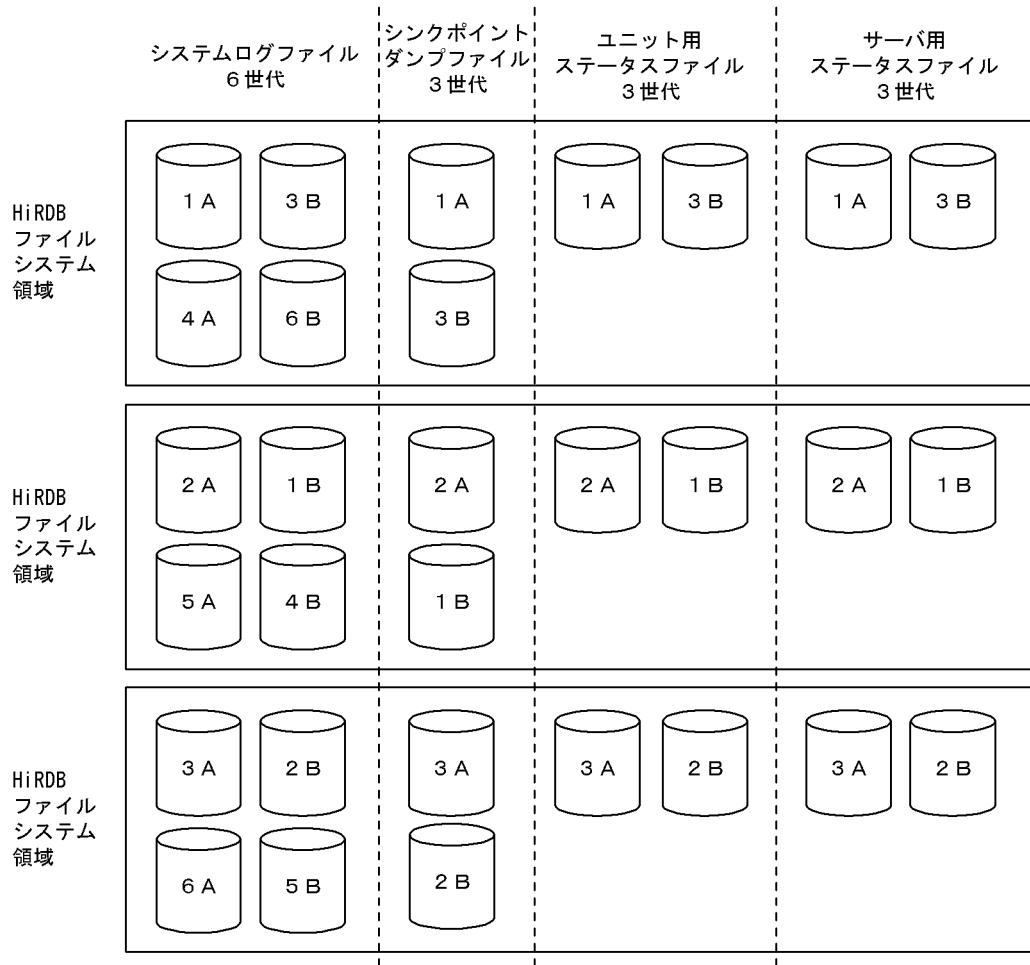 システムログファイル
6世代
シンクポイント
ダンプファイル
3世代
ユニット用
ステータスファイル
3世代
サーバ用
ステータスファイル
3世代
HiRDB
ファイル
システム
領域
1A 3B 1A 1A 3B 1A 3B
4A 6B 3B
HiRDB
ファイル
システム
領域
2A 1B 2A 2A 1B 2A 1B
5A 4B 1B
HiRDB
ファイル
システム
領域
3A 2B 3A 3A 2B 3A 2B
6A 5B 2B